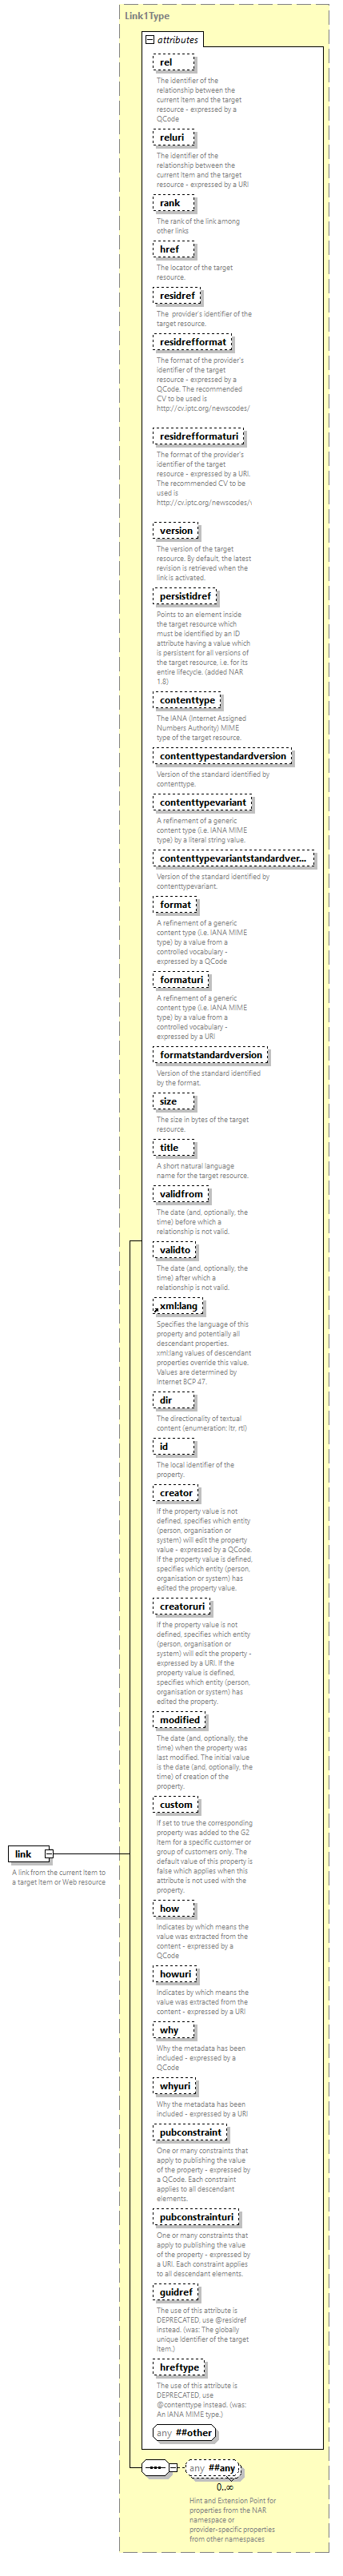 Link1Type
attributes
rel
The identifier of the
relationship between the
current Item and the target
resource - expressed by a
QCode
reluri
The identifier of the
relationship between the
current Item and the target
resource - expressed by a URI
rank
The rank of the link among
other links
href
The locator of the target
resource.
residref
The provider's identifier of the
target resource.
residrefformat
The format of the provider's
identifier of the target
resource - expressed by a
QCode. The recommended
CV to be used is
http://cv.iptc.org/newscodes/
residrefformaturi
The format of the provider's
identifier of the target
resource - expressed by a URI.
The recommended CV to be
used is
http://cv.iptc.org/newscodes/
version
The version of the target
resource. By default, the latest
revision is retrieved when the
link is activated.
persistidref
Points to an element inside
the target resource which
must be identified by an ID
attribute having a value which
is persistent for all versions of
the target resource, i.e. for its
entire lifecycle. (added NAR
1.8)
contenttype
The IANA (Internet Assigned
Numbers Authority) MIME
type of the target resource.
contenttypestandardversion
Version of the standard identified by
contenttype.
contenttypevariant
A refinement of a generic
content type (i.e. IANA MIME
type) by a literal string value.
contenttypevariantstandardver...
Version of the standard identified by
contenttypevariant.
format
A refinement of a generic
content type (i.e. IANA MIME
type) by a value from a
controlled vocabulary -
expressed by a QCode
formaturi
A refinement of a generic
content type (i.e. IANA MIME
type) by a value from a
controlled vocabulary -
expressed by a URI
formatstandardversion
Version of the standard identified
by the format.
size
The size in bytes of the target
resource.
title
A short natural language
name for the target resource.
validfrom
The date (and, optionally, the
time) before which a
relationship is not valid.
validto
The date (and, optionally, the
time) after which a
relationship is not valid.
xml:lang
Specifies the language of this
property and potentially all
descendant properties.
xml:lang values of descendant
properties override this value.
Values are determined by
Internet BCP 47.
dir
The directionality of textual
content (enumeration: ltr, rtl)
id
The local identifier of the
property.
creator
If the property value is not
defined, specifies which entity
(person, organisation or
system) will edit the property
value - expressed by a QCode.
If the property value is defined,
specifies which entity (person,
organisation or system) has
edited the property value.
creatoruri
If the property value is not
defined, specifies which entity
(person, organisation or
system) will edit the property -
expressed by a URI. If the
property value is defined,
specifies which entity (person,
organisation or system) has
edited the property.
modified
The date (and, optionally, the
time) when the property was
last modified. The initial value
is the date (and, optionally, the
time) of creation of the
property.
custom
If set to true the corresponding
property was added to the G2
Item for a specific customer or
group of customers only. The
default value of this property is
false which applies when this
attribute is not used with the
property.
link
A link from the current Item to
a target Item or Web resource
how
Indicates by which means the
value was extracted from the
content - expressed by a
QCode
howuri
Indicates by which means the
value was extracted from the
content - expressed by a URI
why
Why the metadata has been
included - expressed by a
QCode
whyuri
Why the metadata has been
included - expressed by a URI
pubconstraint
One or many constraints that
apply to publishing the value
of the property - expressed by
a QCode. Each constraint
applies to all descendant
elements.
pubconstrainturi
One or many constraints that
apply to publishing the value
of the property - expressed by
a URI. Each constraint applies
to all descendant elements.
guidref
The use of this attribute is
DEPRECATED, use @residref
instead. (was: The globally
unique identifier of the target
Item.)
hreftype
The use of this attribute is
DEPRECATED, use
@contenttype instead. (was:
An IANA MIME type.)
any ##other
any ##any
0..∞
Hint and Extension Point for
properties from the NAR
namespace or
provider-specific properties
from other namespaces